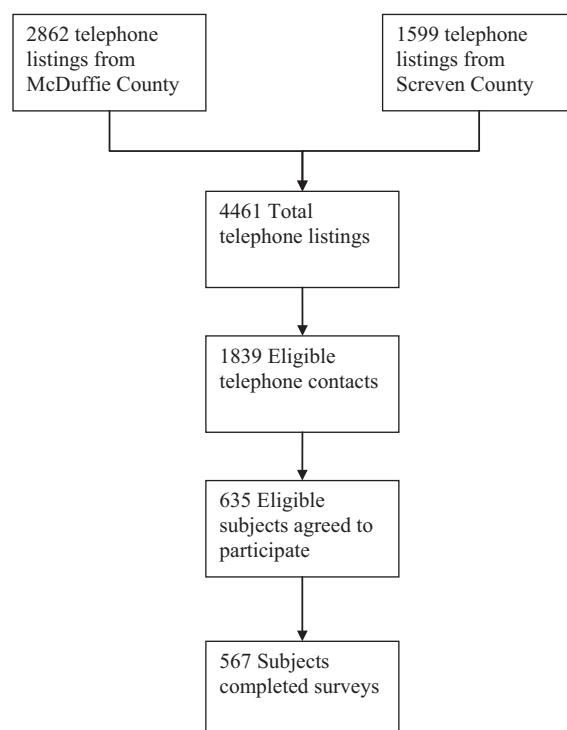 2862 telephone
listings from
McDuffie County
1599 telephone
listings from
Screven County
4461 Total
telephone listings
1839 Eligible
telephone contacts
635 Eligible
subjects agreed to
participate
567 Subjects
completed surveys